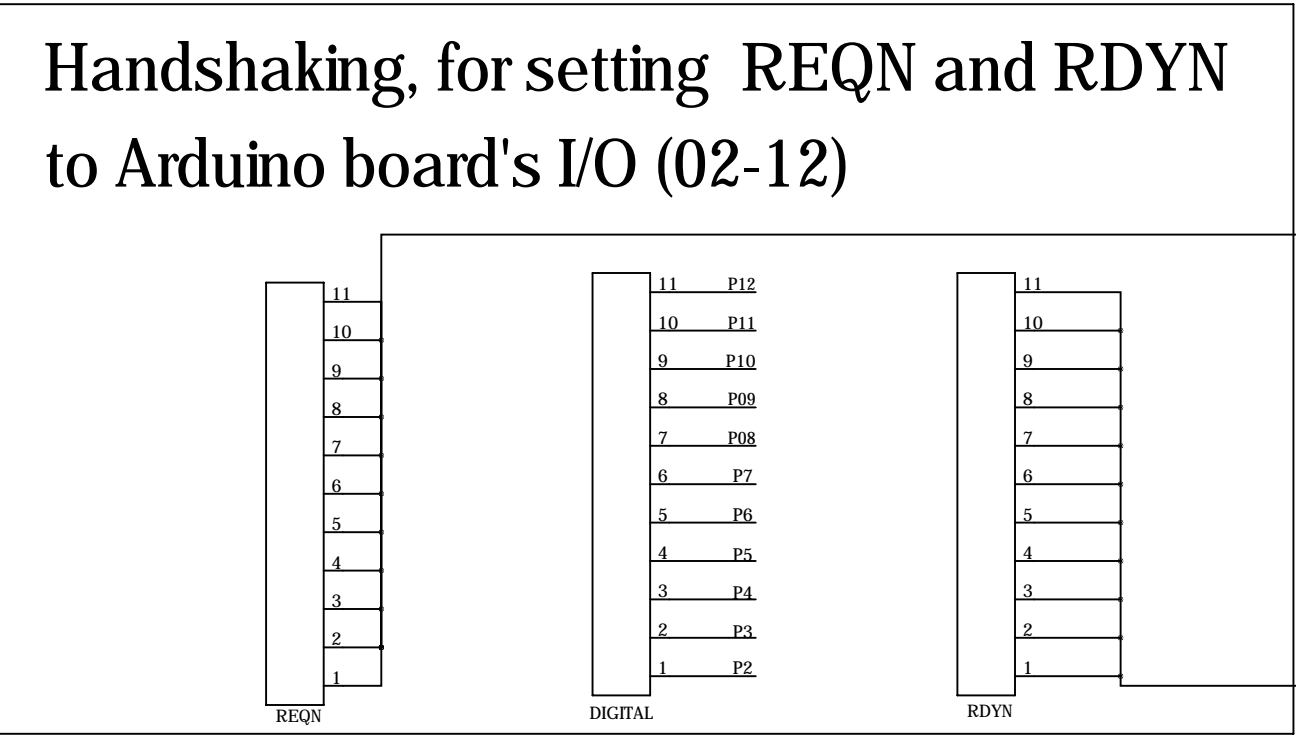 Handshaking, for setting REQN and RDYN
to Arduino board's I/O (02-12)
11
10
9
8
7
6
5
4
3
2
1
REQN
11 P12
10 P11
9 P10
8 P09
7 P08
6 P7
5 P6
4 P5
3 P4
2 P3
1 P2
DIGITAL
11
10
9
8
7
6
5
4
3
2
1
RDYN